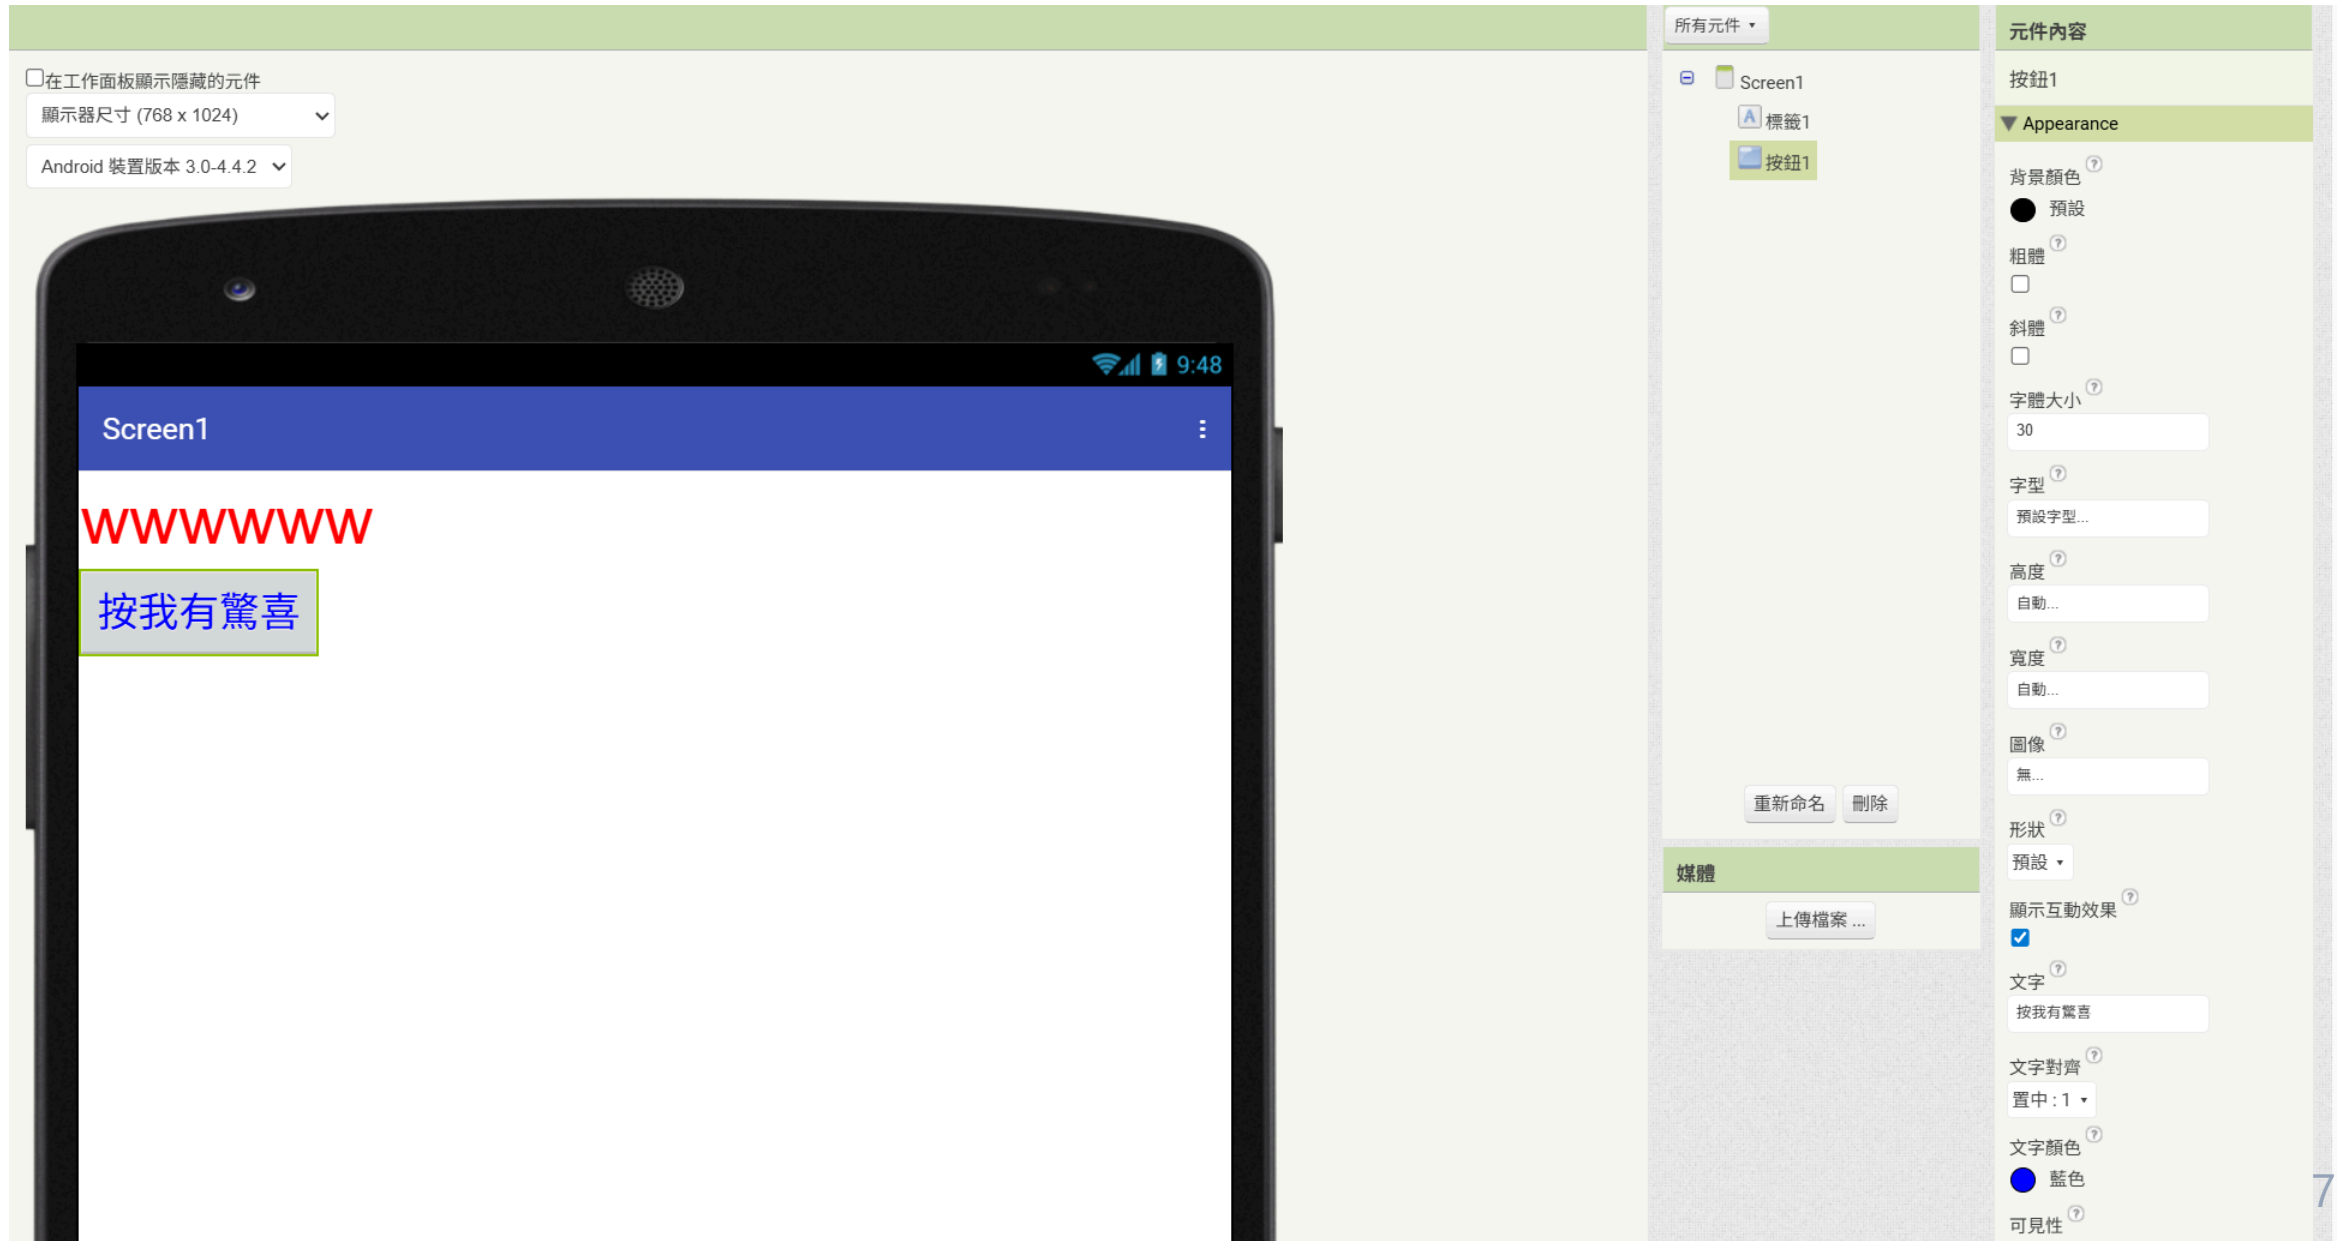 在工作面板顯示隱藏的元件
顯示器尺寸 (768 x 1024)
Android 裝置版本 3.0-4.4.2
9:48
Screen1
WWWWWW
按我有驚喜
所有元件
Screen1
A 標籤1
按鈕1
重新命名 刪除
媒體
上傳檔案 ...
元件內容
按鈕1
Appearance
背景顏色 ?
預設
粗體 ?
斜體 ?
字體大小 ?
30
字型 ?
預設字型...
高度 ?
自動...
寬度 ?
自動...
圖像 ?
無...
形狀 ?
預設
顯示互動效果 ?
文字 ?
按我有驚喜
文字對齊 ?
置中 : 1
文字顏色 ?
藍色
可見性 ?
7